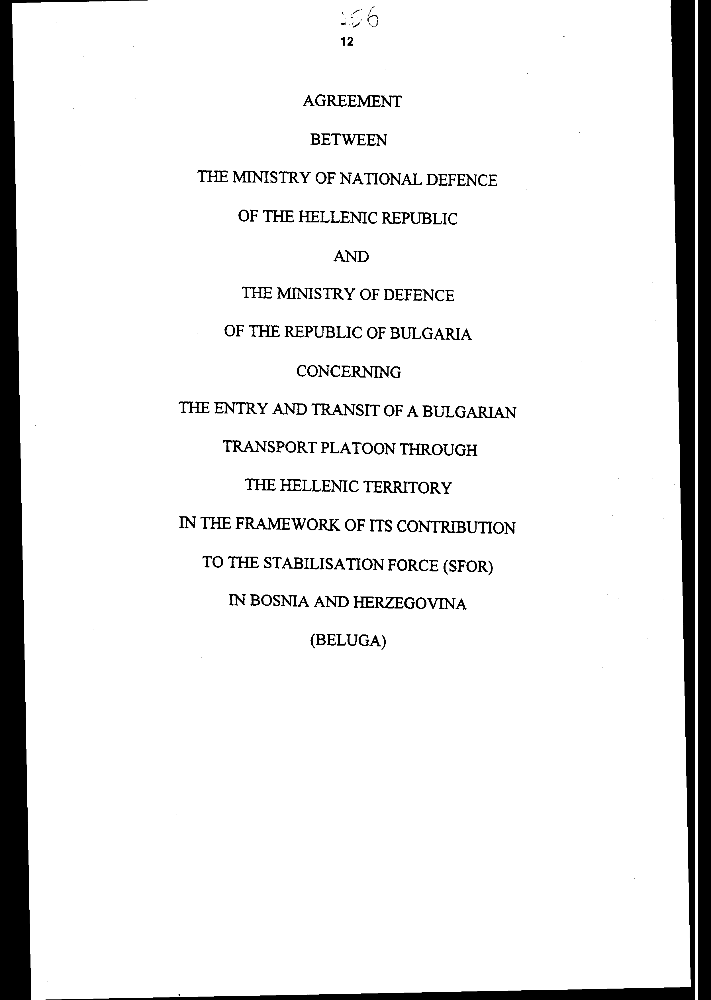 12
AGREEMENT
BETWEEN
THE MINISTRY OF NATIONAL DEFENCE
OF THE HELLENIC REPUBLIC
AND
THE MINISTRY OF DEFENCE
OF THE REPUBLIC OF BULGARIA
CONCERNING
THE ENTRY AND TRANSIT OF A BULGARIAN
TRANSPORT PLATOON THROUGH
THE HELLENIC TERRITORY
IN THE FRAMEWORK OF ITS CONTRIBUTION
TO THE STABILISATION FORCE (SFOR)
IN BOSNIA AND HERZEGOVINA
(BELUGA)